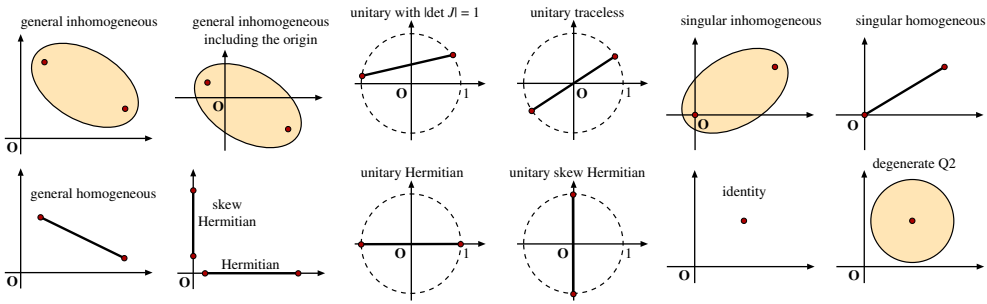 general inhomogeneous
O
general inhomogeneous
including the origin
O
unitary with |det J| = 1
O
1
unitary traceless
O
1
singular inhomogeneous
O
singular homogeneous
O
general homogeneous
O
skew
Hermitian
Hermitian
O
unitary Hermitian
O
1
unitary skew Hermitian
O
1
identity
O
degenerate Q2
O